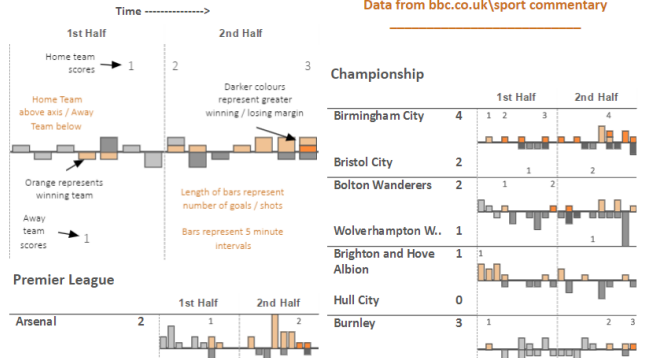 Time -------------->
1st Half
2nd Half
Home team
scores
1
2
3
Darker colours
represent greater
winning / losing margin
Home Team
above axis / Away
Team below
Orange represents
winning team
Length of bars represent
number of goals / shots
Away
team
scores
1
Bars represent 5 minute
intervals
Premier League
1st Half
2nd Half
Arsenal
2
1
2
Data from bbc.co.uk\sport commentary
Championship
1st Half
2nd Half
Birmingham City
4
1
2
3
4
Bristol City
2
1
2
Bolton Wanderers
2
1
2
Wolverhampton W..
1
1
Brighton and Hove
Albion
1
1
Hull City
0
Burnley
3
1
2
3